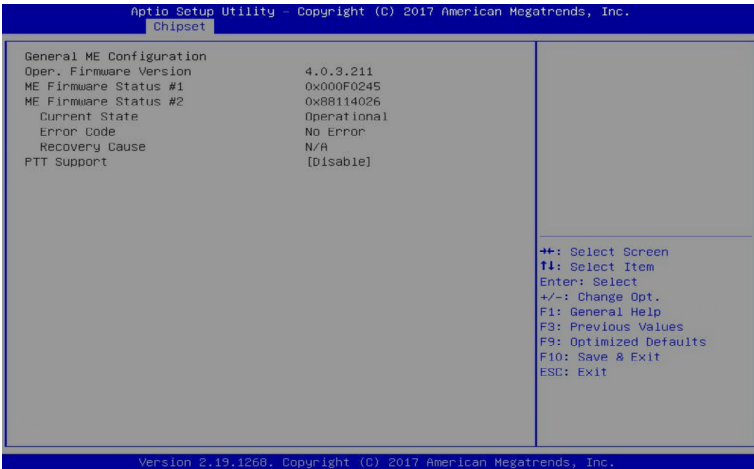 Aptio Setup Utility – Copyright (C) 2017 American Megatrends, Inc.
Chipset
General ME Configuration
Oper. Firmware Version 4.0.3.211
ME Firmware Status #1 0x000F0245
ME Firmware Status #2 0x88114026
Current State Operational
Error Code No Error
Recovery Cause N/A
PTT Support [Disable]
→←: Select Screen
↑↓: Select Item
Enter: Select
+/-: Change Opt.
F1: General Help
F3: Previous Values
F9: Optimized Defaults
F10: Save & Exit
ESC: Exit
Version 2.19.1268. Copyright (C) 2017 American Megatrends, Inc.